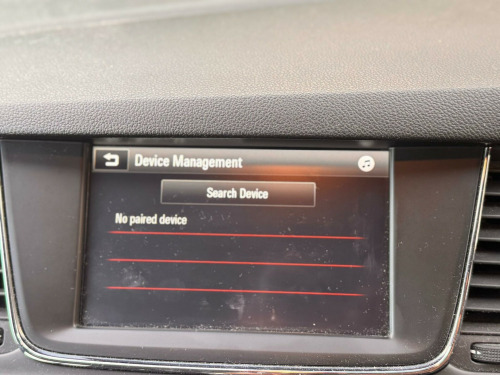 Device Management
Search Device
No paired device